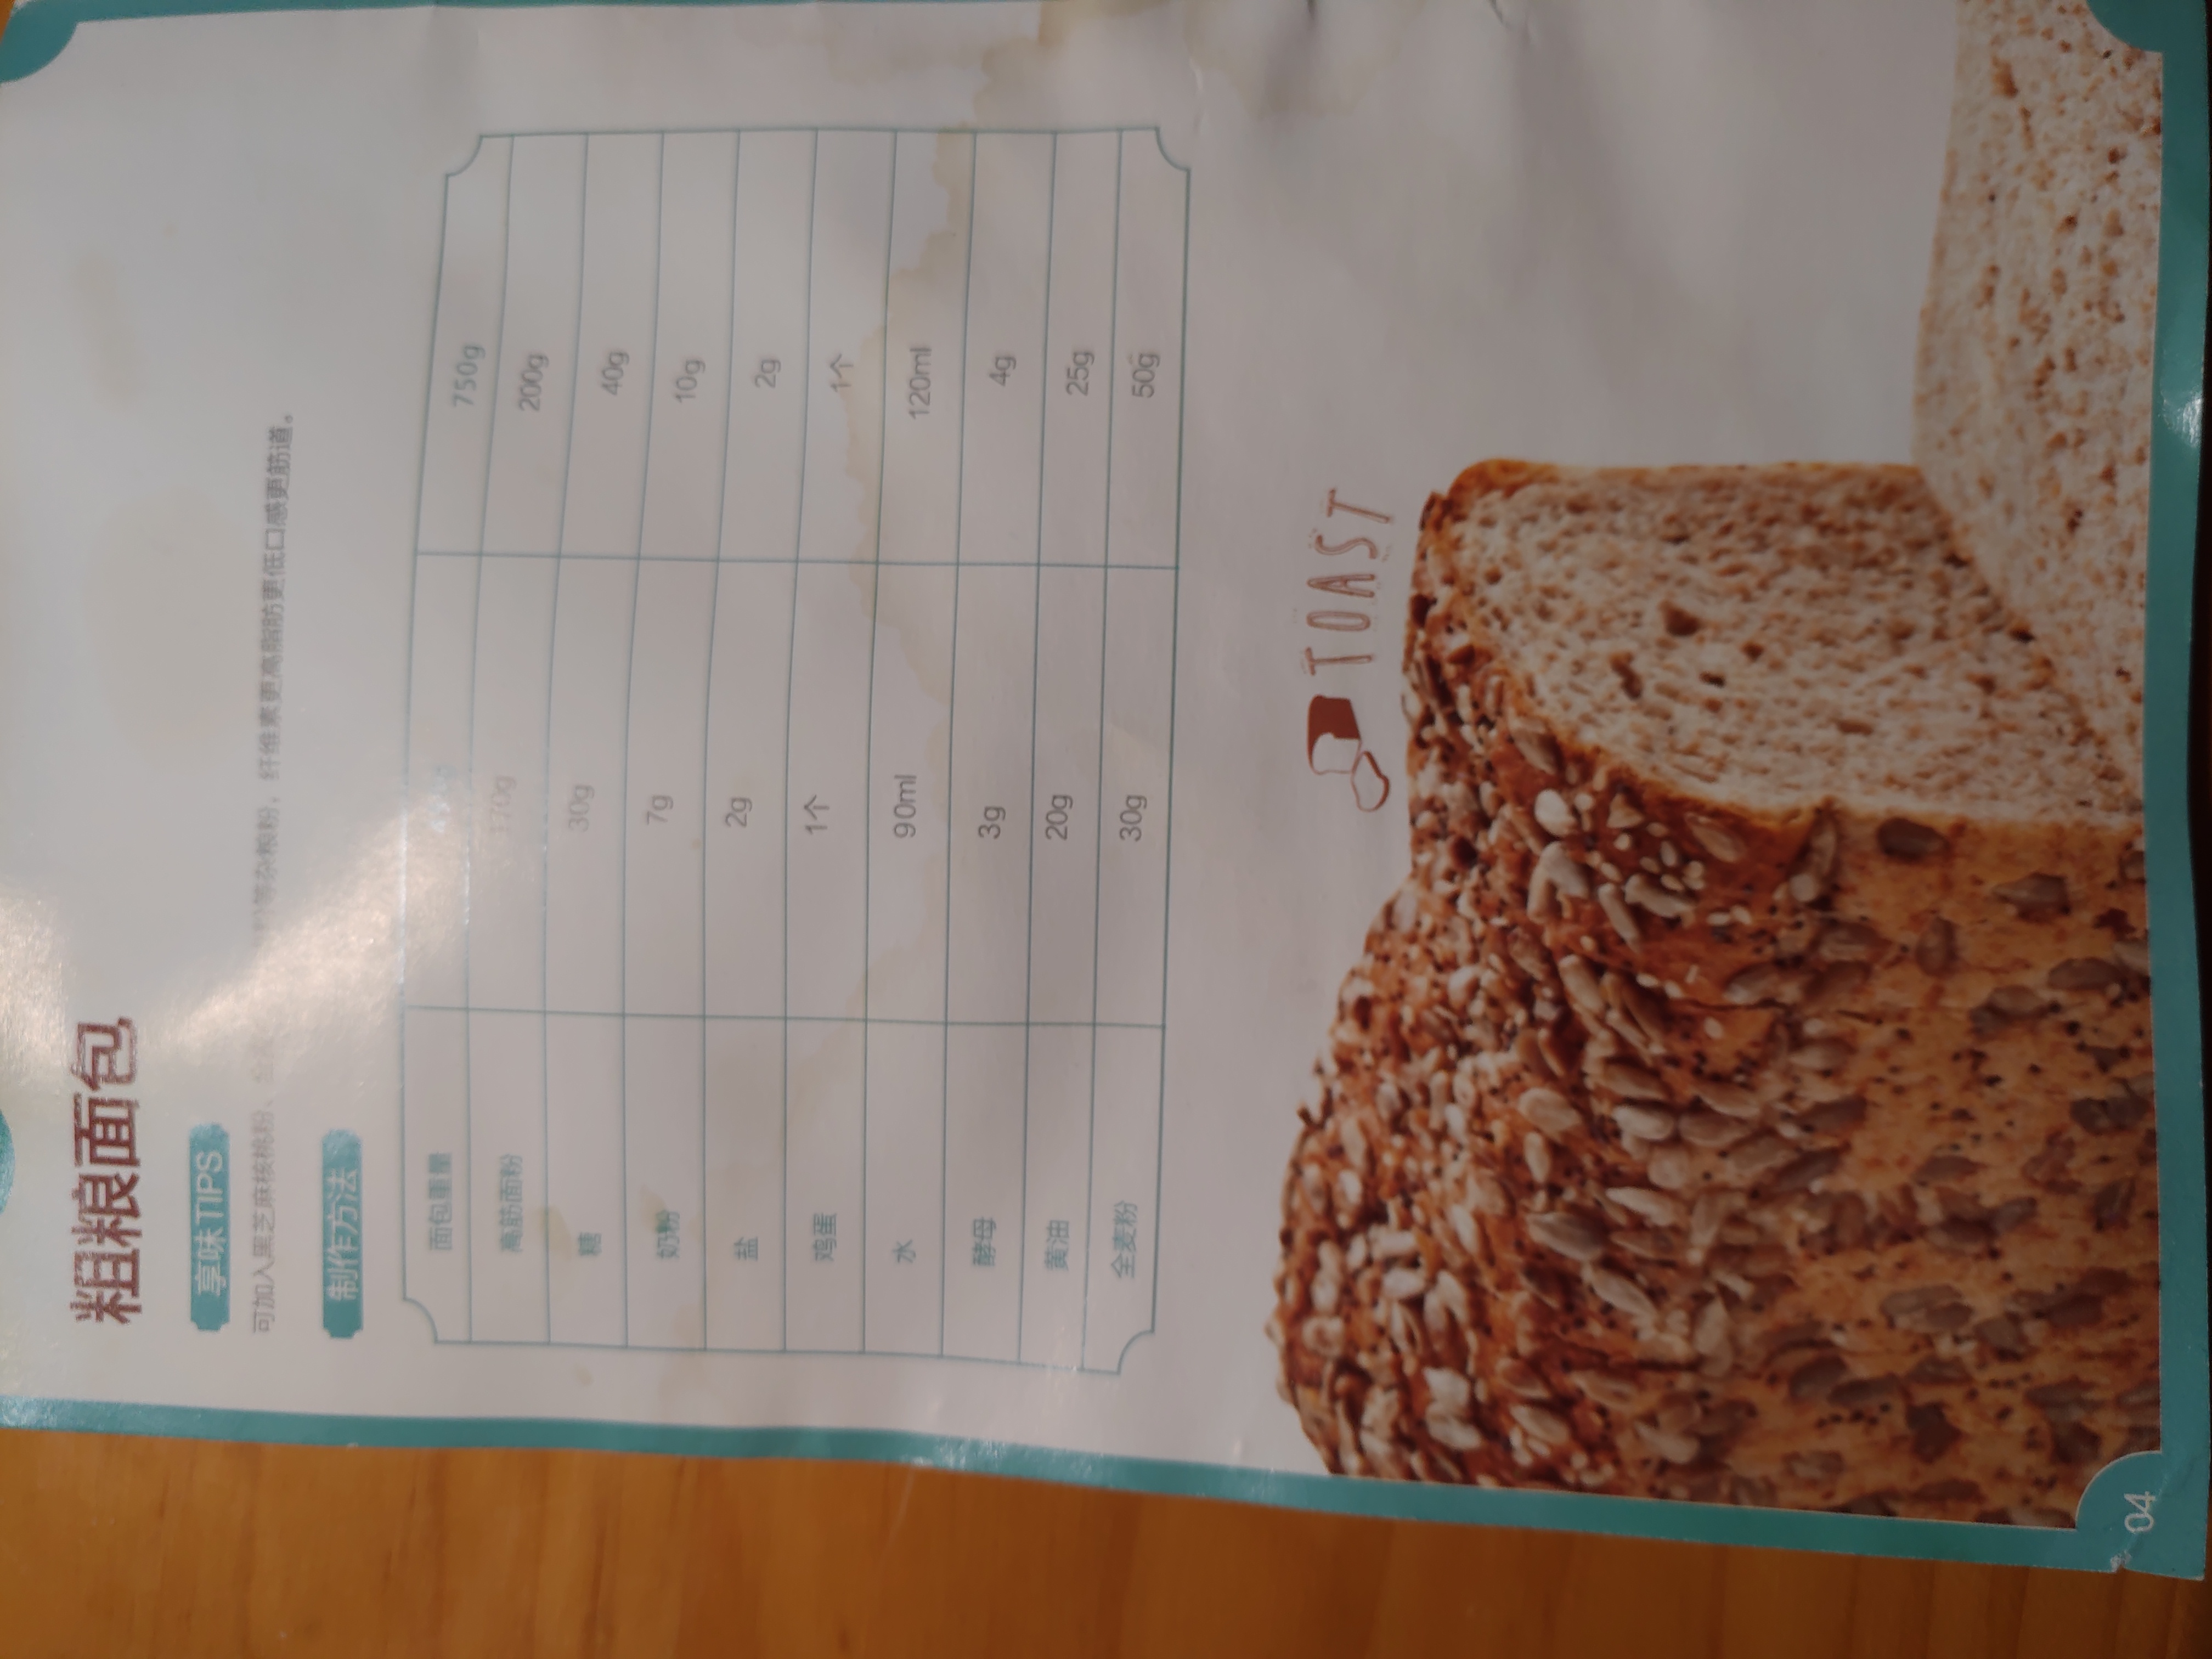 粗粮面包
享味TIPS
可加入黑芝麻核桃粉、全麦 粉等杂粮粉，纤维素更高脂肪更低口感更筋道。
制作方法
面包重量 750g
高筋面粉 170g 200g
糖 30g 40g
奶粉 7g 10g
盐 2g 2g
鸡蛋 1个 1个
水 90ml 120ml
酵母 3g 4g
黄油 20g 25g
全麦粉 30g 50g
TOAST
04